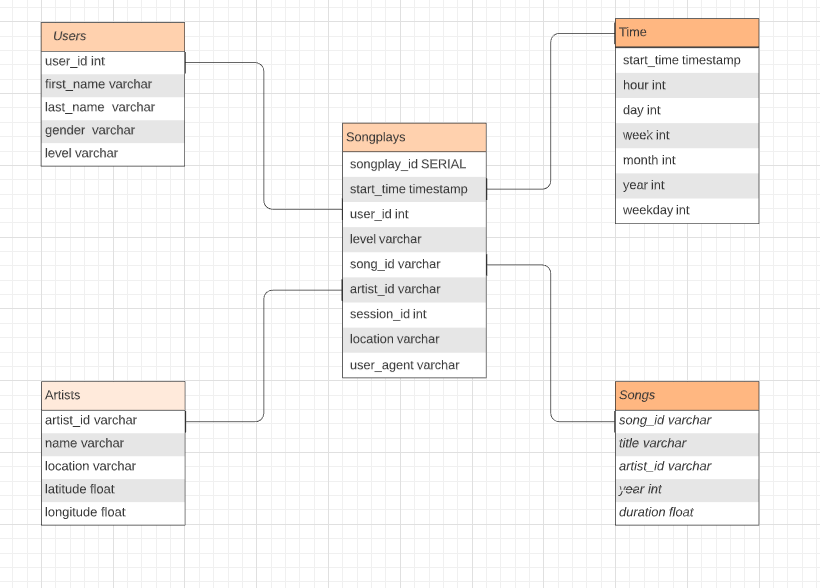 Users
user_id int
first_name varchar
last_name varchar
gender varchar
level varchar
Time
start_time timestamp
hour int
day int
week int
month int
year int
weekday int
Songplays
songplay_id SERIAL
start_time timestamp
user_id int
level varchar
song_id varchar
artist_id varchar
session_id int
location varchar
user_agent varchar
Artists
artist_id varchar
name varchar
location varchar
latitude float
longitude float
Songs
song_id varchar
title varchar
artist_id varchar
year int
duration float